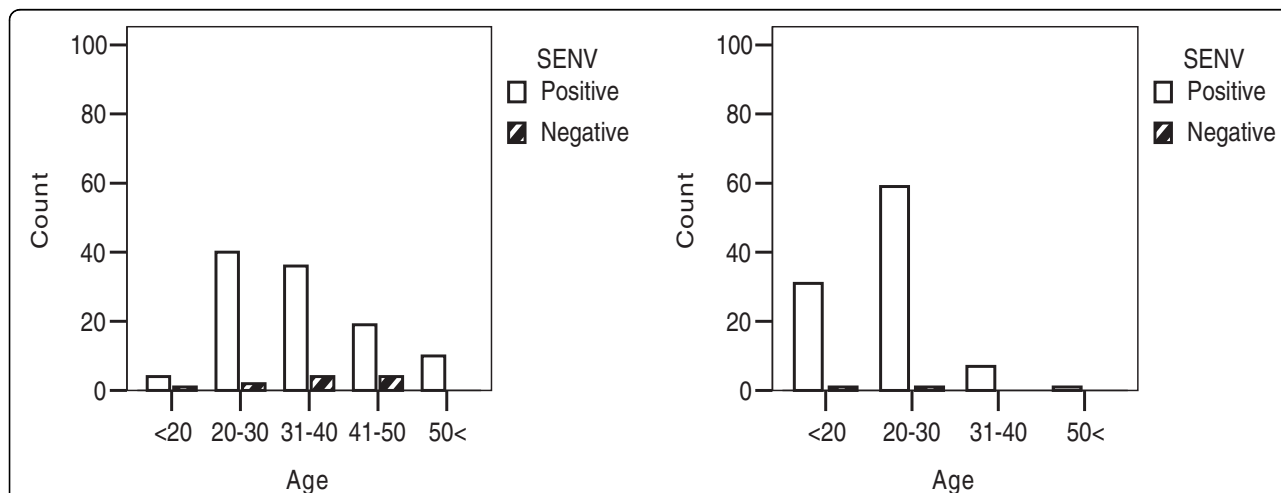 100
80
60
40
20
0
Count
<20 20-30 31-40 41-50 50<
Age
SENV
Positive
Negative
100
80
60
40
20
0
Count
<20 20-30 31-40 50<
Age
SENV
Positive
Negative